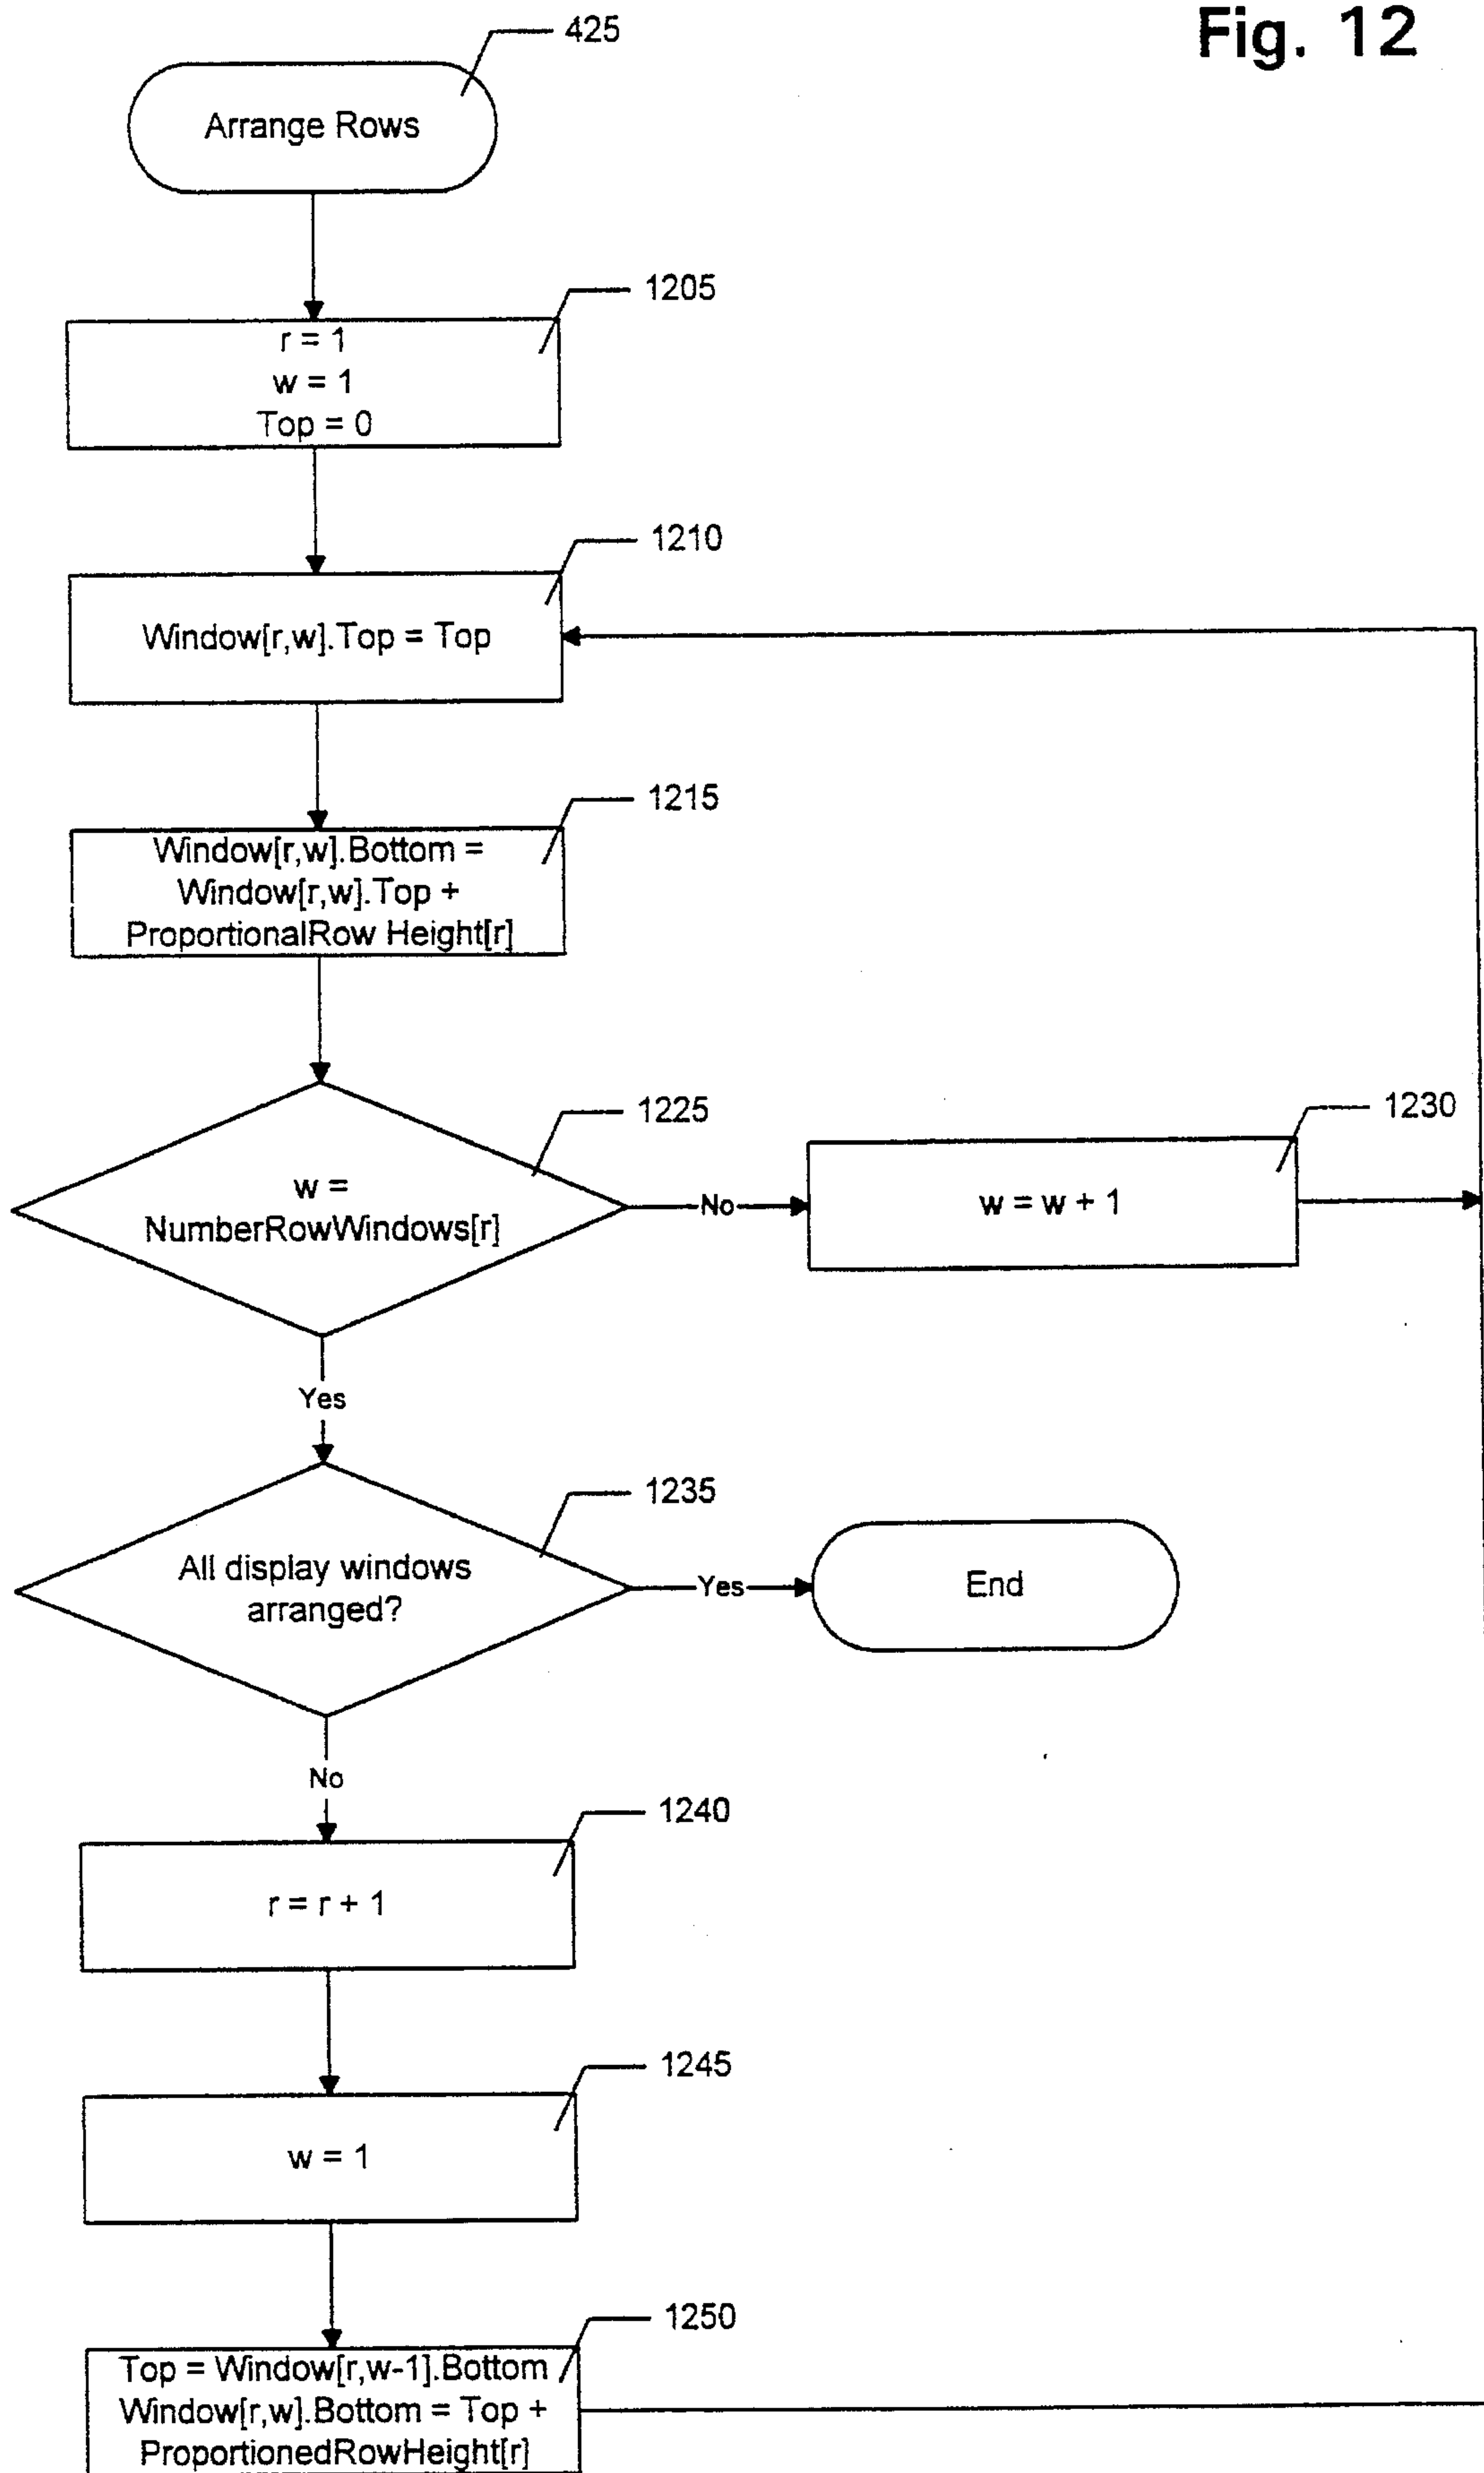 Fig. 12
425
Arrange Rows
1205
r = 1
w = 1
Top = 0
1210
Window[r,w].Top = Top
1215
Window[r,w].Bottom =
Window[r,w].Top +
ProportionalRow Height[r]
1225
w =
NumberRowWindows[r]
No
1230
w = w + 1
Yes
1235
All display windows
arranged?
Yes
End
No
1240
r = r + 1
1245
w = 1
1250
Top = Window[r,w-1].Bottom
Window[r,w].Bottom = Top +
ProportionedRowHeight[r]